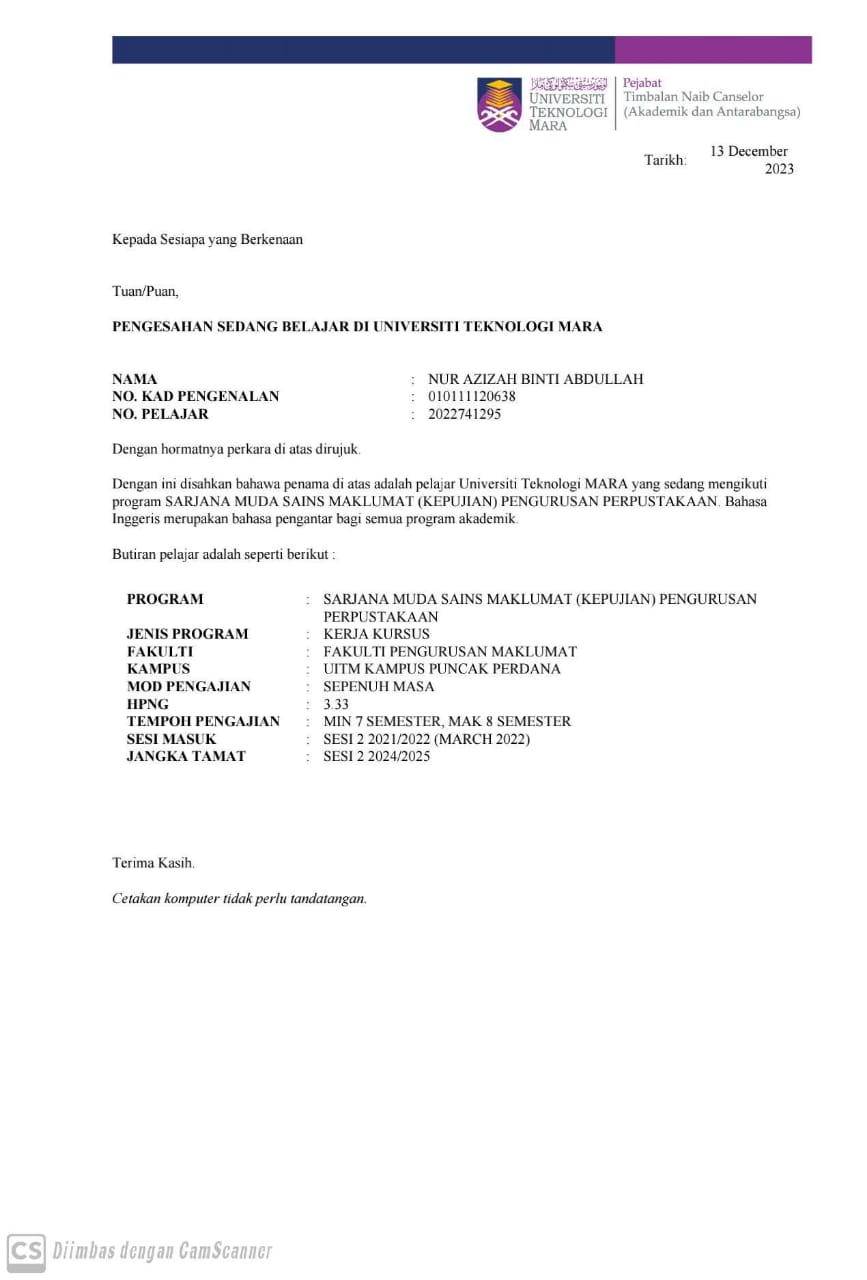 UNIVERSITI
TEKNOLOGI
MARA
Pejabat
Timbalan Naib Canselor
(Akademik dan Antarabangsa)
Tarikh: 13 December
2023
Kepada Sesiapa yang Berkenaan
Tuan/Puan,
PENGESAHAN SEDANG BELAJAR DI UNIVERSITI TEKNOLOGI MARA
NAMA : NUR AZIZAH BINTI ABDULLAH
NO. KAD PENGENALAN : 010111120638
NO. PELAJAR : 2022741295
Dengan hormatnya perkara di atas dirujuk.
Dengan ini disahkan bahawa penama di atas adalah pelajar Universiti Teknologi MARA yang sedang mengikuti
program SARJANA MUDA SAINS MAKLUMAT (KEPUJIAN) PENGURUSAN PERPUSTAKAAN. Bahasa
Inggeris merupakan bahasa pengantar bagi semua program akademik.
Butiran pelajar adalah seperti berikut :
PROGRAM : SARJANA MUDA SAINS MAKLUMAT (KEPUJIAN) PENGURUSAN
PERPUSTAKAAN
JENIS PROGRAM : KERJA KURSUS
FAKULTI : FAKULTI PENGURUSAN MAKLUMAT
KAMPUS : UITM KAMPUS PUNCAK PERDANA
MOD PENGAJIAN : SEPENUH MASA
HPNG : 3.33
TEMPOH PENGAJIAN : MIN 7 SEMESTER, MAK 8 SEMESTER
SESI MASUK : SESI 2 2021/2022 (MARCH 2022)
JANGKA TAMAT : SESI 2 2024/2025
Terima Kasih.
Cetakan komputer tidak perlu tandatangan.
CS Diimbas dengan CamScanner